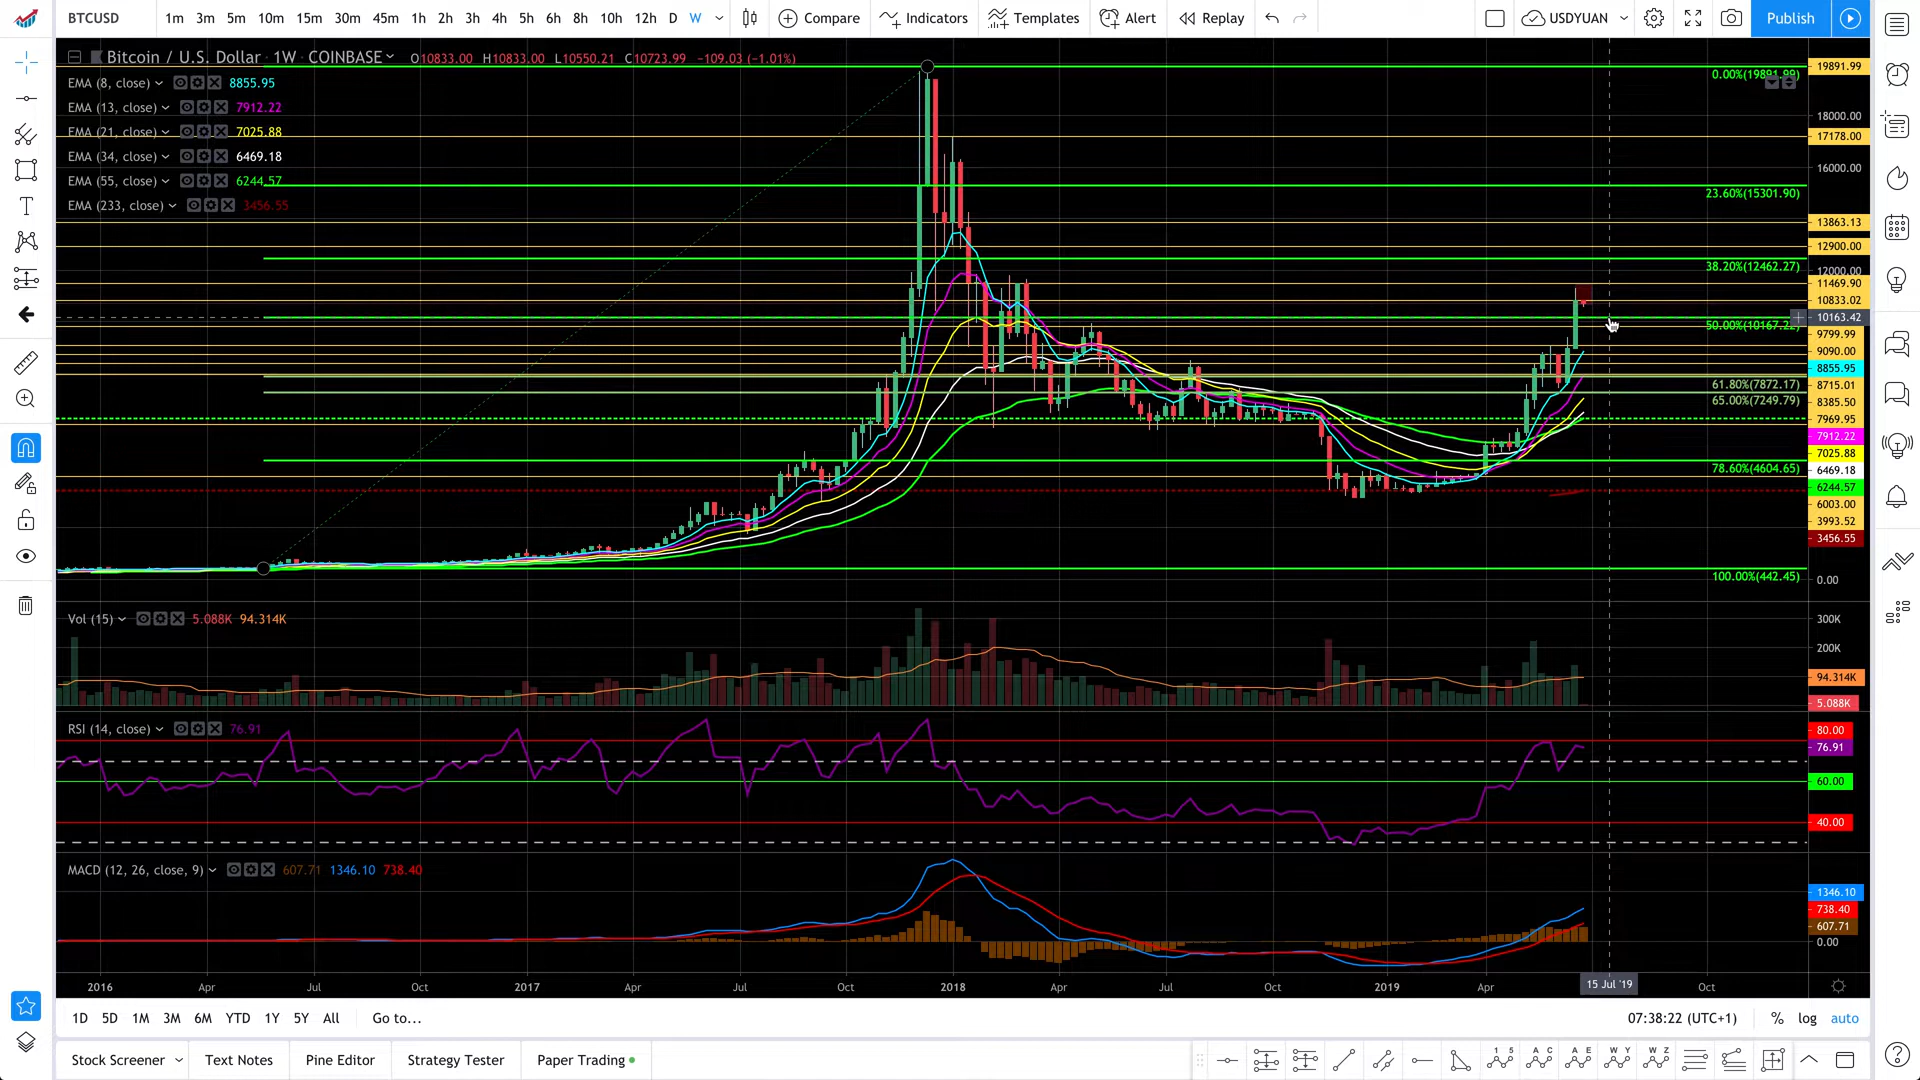 BTCUSD 1m 3m 5m 10m 15m 30m 45m 1h 2h 3h 4h 5h 6h 8h 10h 12h D W Compare Indicators Templates Alert Replay USDYUAN Publish
Bitcoin / U.S. Dollar 1W COINBASE O10833.00 H10833.00 L10550.21 C10723.99 −109.03 (−1.01%)
EMA (8, close) 8855.95
EMA (13, close) 7912.22
EMA (21, close) 7025.88
EMA (34, close) 6469.18
EMA (55, close) 6244.57
EMA (233, close) 3456.55
0.00%(19891.99)
23.60%(15301.90)
38.20%(12462.27)
61.80%(7872.17)
65.00%(7249.79)
78.60%(4604.65)
100.00%(442.45)
19891.99
18000.00
17178.00
16000.00
13863.13
12900.00
12000.00
11469.90
10833.02
10163.42
9799.99
9090.00
8855.95
8715.01
8385.50
7969.95
7912.22
7025.88
6469.18
6244.57
6003.00
3993.52
3456.55
0.00
Vol (15) 5.088K 94.314K
300K
200K
94.314K
5.088K
RSI (14, close) 76.91
80.00
76.91
60.00
40.00
MACD (12, 26, close, 9) 607.71 1346.10 738.40
1346.10
738.40
607.71
0.00
2016 Apr Jul Oct 2017 Apr Jul Oct 2018 Apr Jul Oct 2019 Apr 15 Jul '19 Oct
1D 5D 1M 3M 6M YTD 1Y 5Y All Go to... 07:38:22 (UTC+1) % log auto
Stock Screener Text Notes Pine Editor Strategy Tester Paper Trading